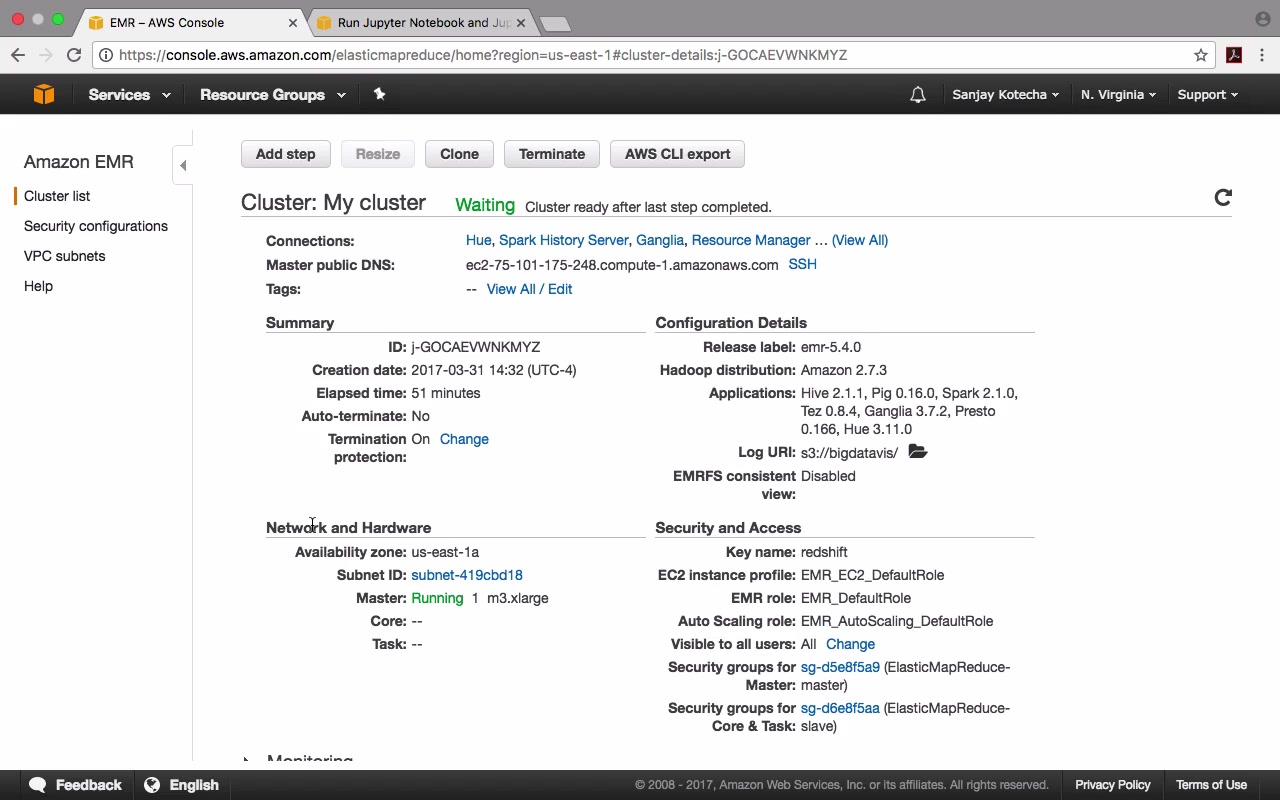 EMR – AWS Console
Run Jupyter Notebook and Jup
https://console.aws.amazon.com/elasticmapreduce/home?region=us-east-1#cluster-details:j-GOCAEVWNKMYZ
Services Resource Groups Sanjay Kotecha N. Virginia Support
Amazon EMR
Cluster list
Security configurations
VPC subnets
Help
Add step Resize Clone Terminate AWS CLI export
Cluster: My cluster Waiting Cluster ready after last step completed.
Connections: Hue, Spark History Server, Ganglia, Resource Manager ... (View All)
Master public DNS: ec2-75-101-175-248.compute-1.amazonaws.com SSH
Tags: -- View All / Edit
Summary
ID: j-GOCAEVWNKMYZ
Creation date: 2017-03-31 14:32 (UTC-4)
Elapsed time: 51 minutes
Auto-terminate: No
Termination On Change
protection:
Configuration Details
Release label: emr-5.4.0
Hadoop distribution: Amazon 2.7.3
Applications: Hive 2.1.1, Pig 0.16.0, Spark 2.1.0,
Tez 0.8.4, Ganglia 3.7.2, Presto
0.166, Hue 3.11.0
Log URI: s3://bigdatavis/
EMRFS consistent Disabled
view:
Network and Hardware
Availability zone: us-east-1a
Subnet ID: subnet-419cbd18
Master: Running 1 m3.xlarge
Core: --
Task: --
Security and Access
Key name: redshift
EC2 instance profile: EMR_EC2_DefaultRole
EMR role: EMR_DefaultRole
Auto Scaling role: EMR_AutoScaling_DefaultRole
Visible to all users: All Change
Security groups for sg-d5e8f5a9 (ElasticMapReduce-
Master: master)
Security groups for sg-d6e8f5aa (ElasticMapReduce-
Core & Task: slave)
Monitoring
Feedback English © 2008 - 2017, Amazon Web Services, Inc. or its affiliates. All rights reserved. Privacy Policy Terms of Use